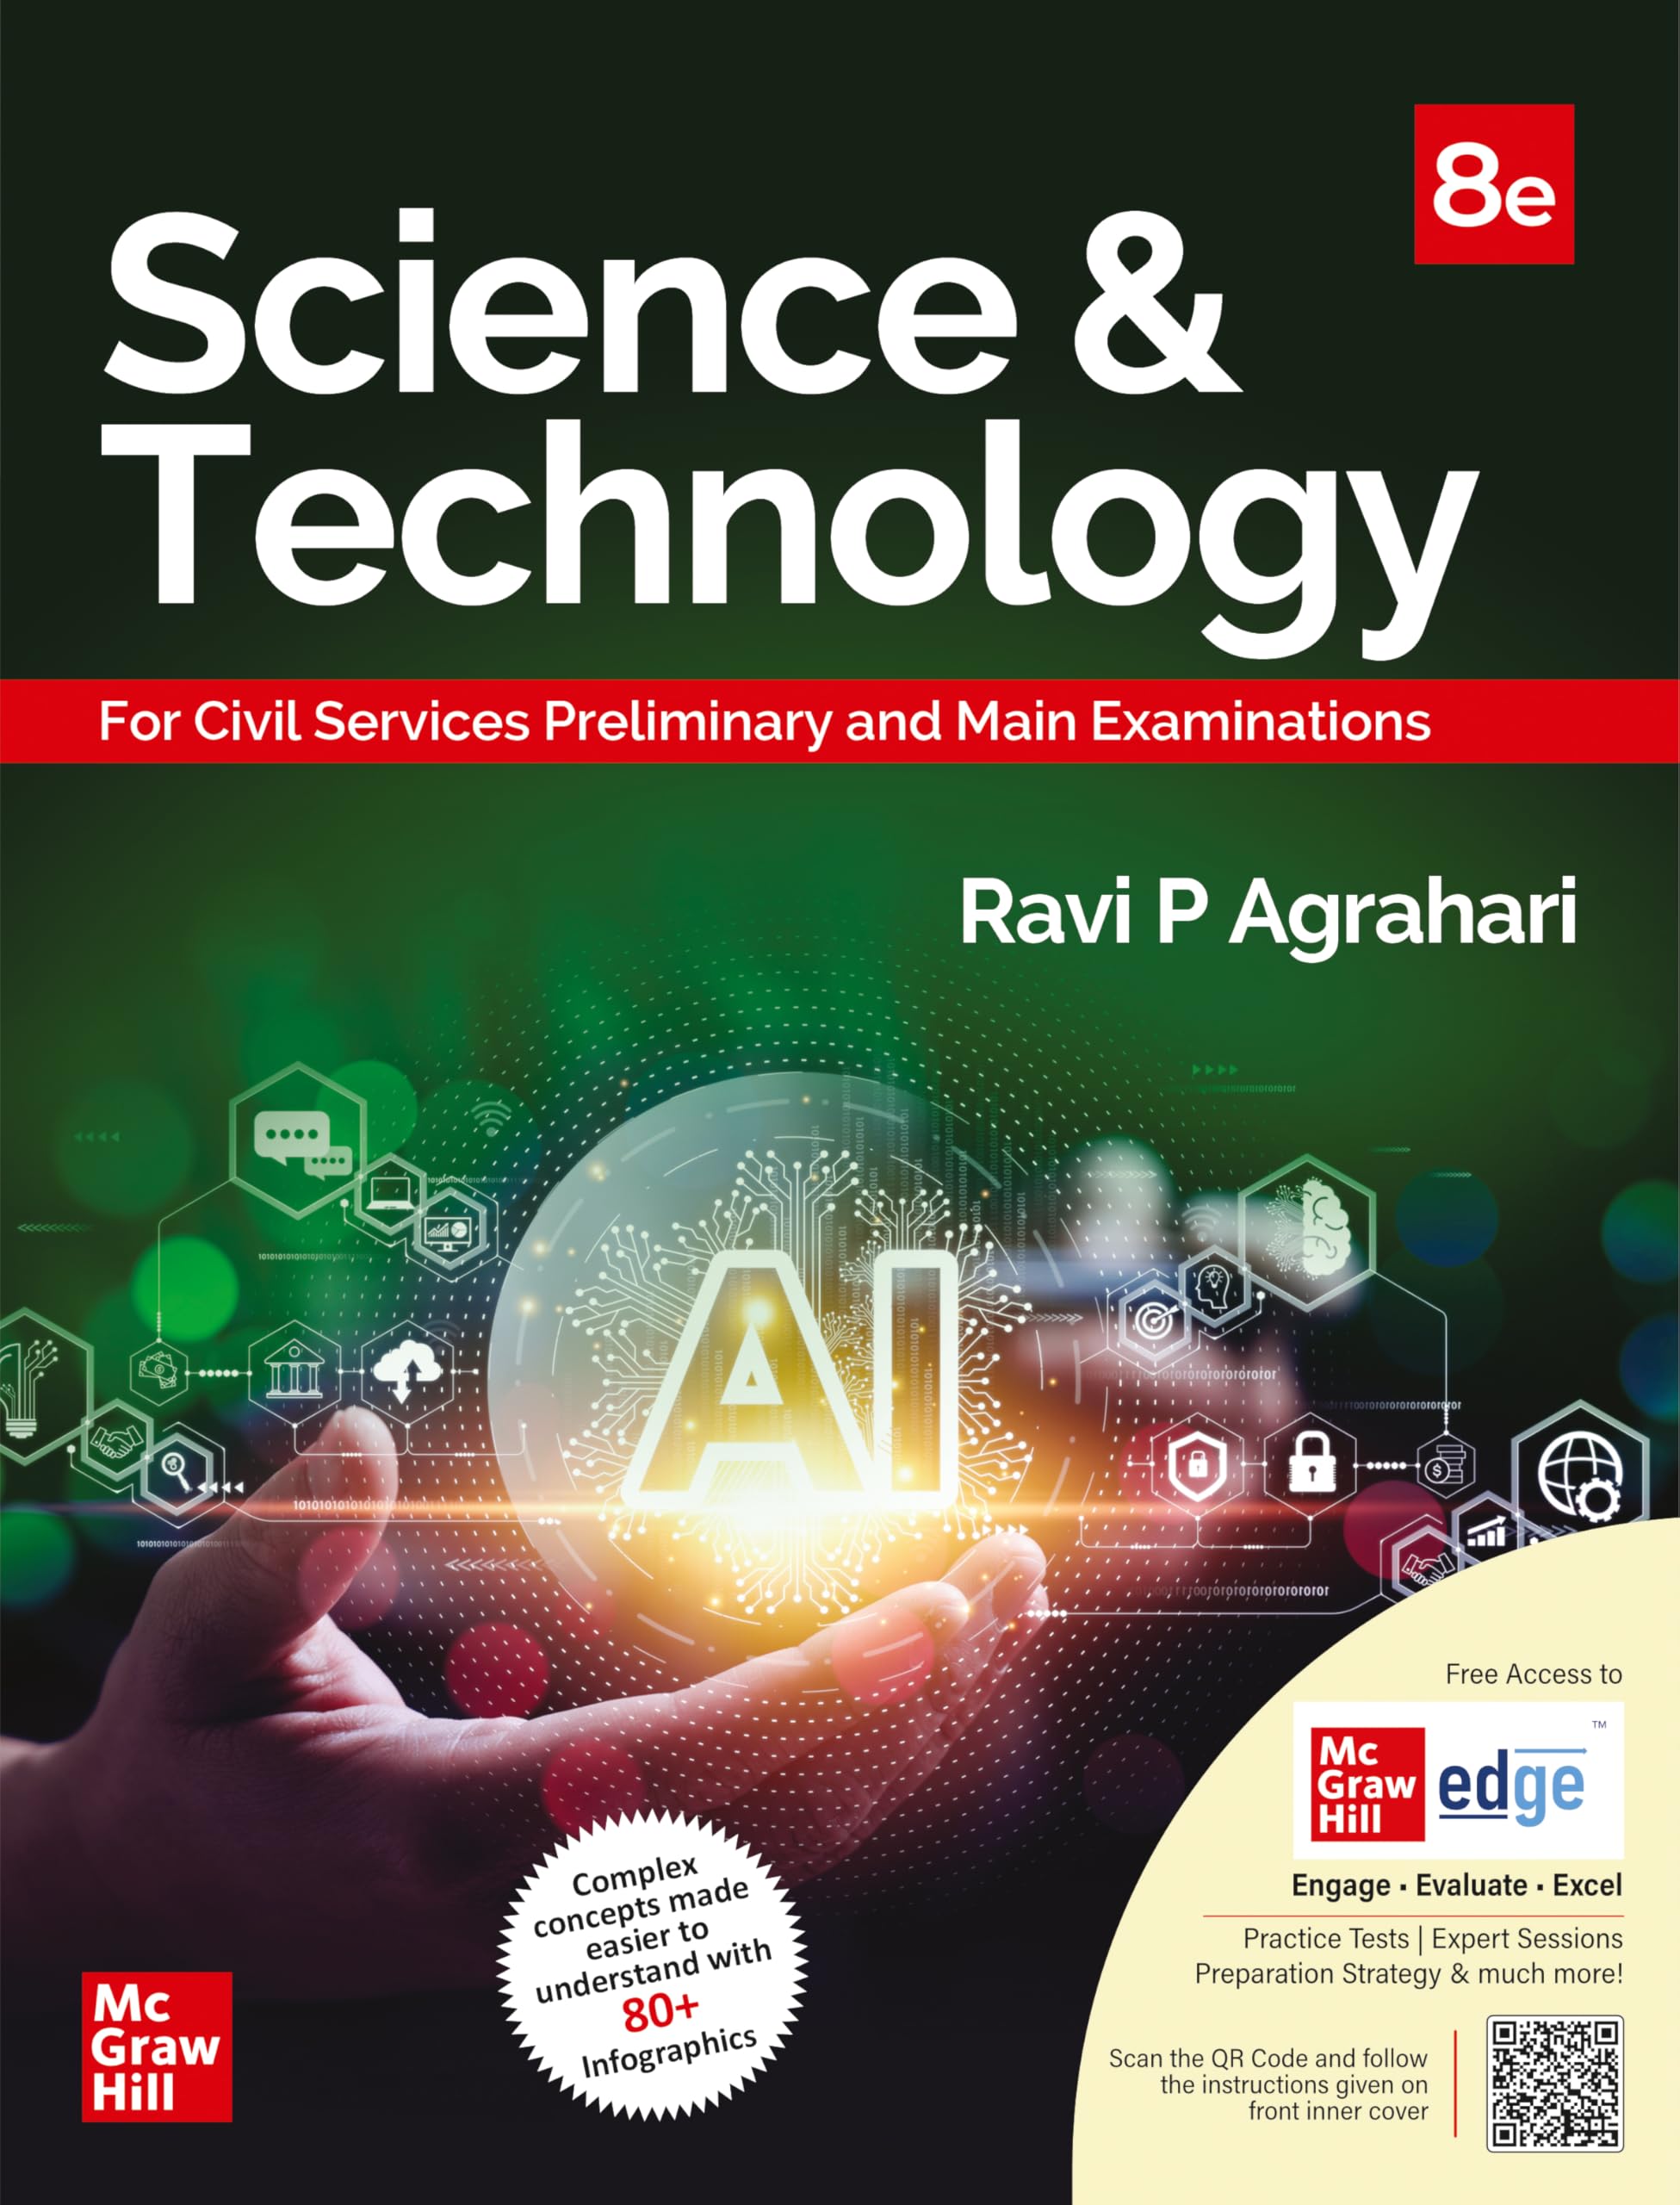 8e
Science &
Technology
For Civil Services Preliminary and Main Examinations
Ravi P Agrahari
AI
Complex
concepts made
easier to
understand with
80+
Infographics
Mc
Graw
Hill
Free Access to
Mc
Graw
Hill
edge™
Engage ▪ Evaluate ▪ Excel
Practice Tests | Expert Sessions
Preparation Strategy & much more!
Scan the QR Code and follow
the instructions given on
front inner cover